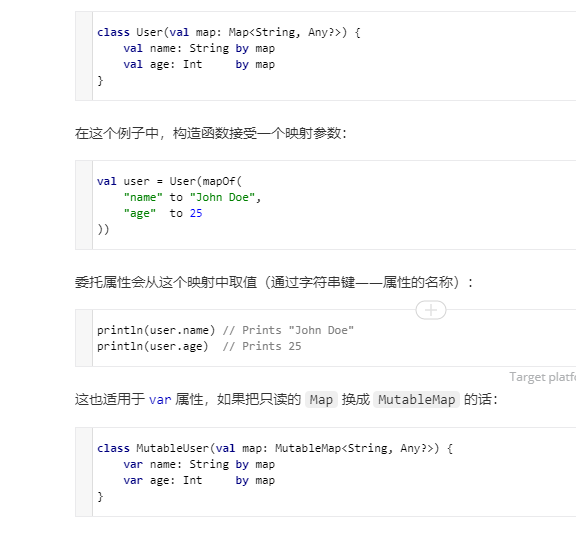 class User(val map: Map<String, Any?>) {
    val name: String by map
    val age: Int     by map
}
在这个例子中，构造函数接受一个映射参数：
val user = User(mapOf(
    "name" to "John Doe",
    "age"  to 25
))
委托属性会从这个映射中取值（通过字符串键——属性的名称）：
println(user.name) // Prints "John Doe"
println(user.age)  // Prints 25
Target platfo
这也适用于 var 属性，如果把只读的 Map 换成 MutableMap 的话：
class MutableUser(val map: MutableMap<String, Any?>) {
    var name: String by map
    var age: Int     by map
}